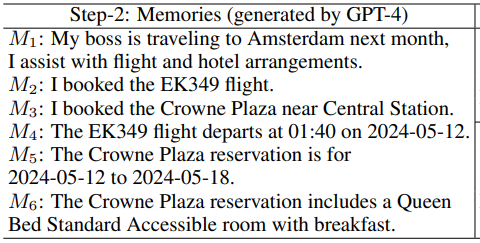 Step-2: Memories (generated by GPT-4)
M₁: My boss is traveling to Amsterdam next month,
I assist with flight and hotel arrangements.
M₂: I booked the EK349 flight.
M₃: I booked the Crowne Plaza near Central Station.
M₄: The EK349 flight departs at 01:40 on 2024-05-12.
M₅: The Crowne Plaza reservation is for
2024-05-12 to 2024-05-18.
M₆: The Crowne Plaza reservation includes a Queen
Bed Standard Accessible room with breakfast.